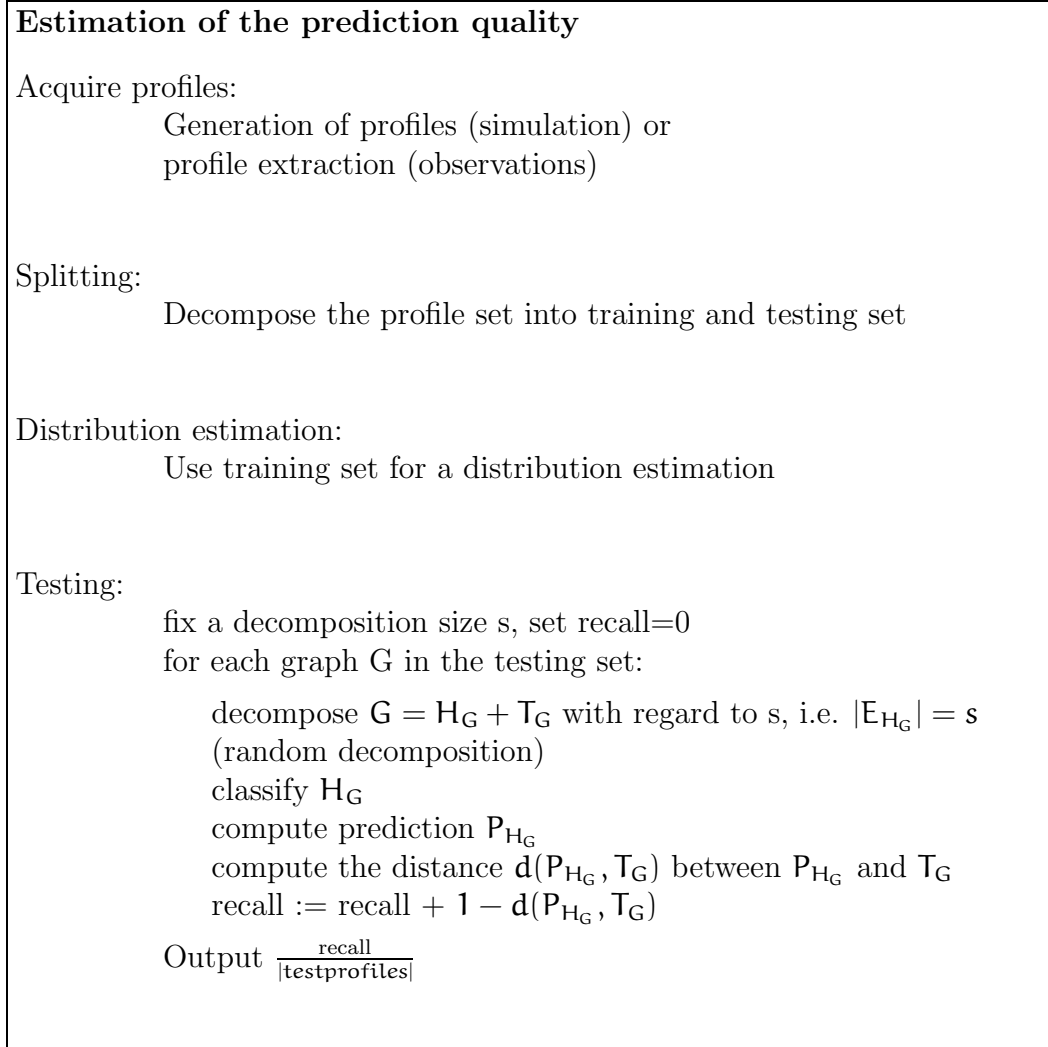 Estimation of the prediction quality
Acquire profiles:
Generation of profiles (simulation) or
profile extraction (observations)
Splitting:
Decompose the profile set into training and testing set
Distribution estimation:
Use training set for a distribution estimation
Testing:
fix a decomposition size s, set recall=0
for each graph G in the testing set:
decompose G = H_G + T_G with regard to s, i.e. |E_{H_G}| = s
(random decomposition)
classify H_G
compute prediction P_{H_G}
compute the distance d(P_{H_G}, T_G) between P_{H_G} and T_G
recall := recall + 1 − d(P_{H_G}, T_G)
Output recall / |testprofiles|